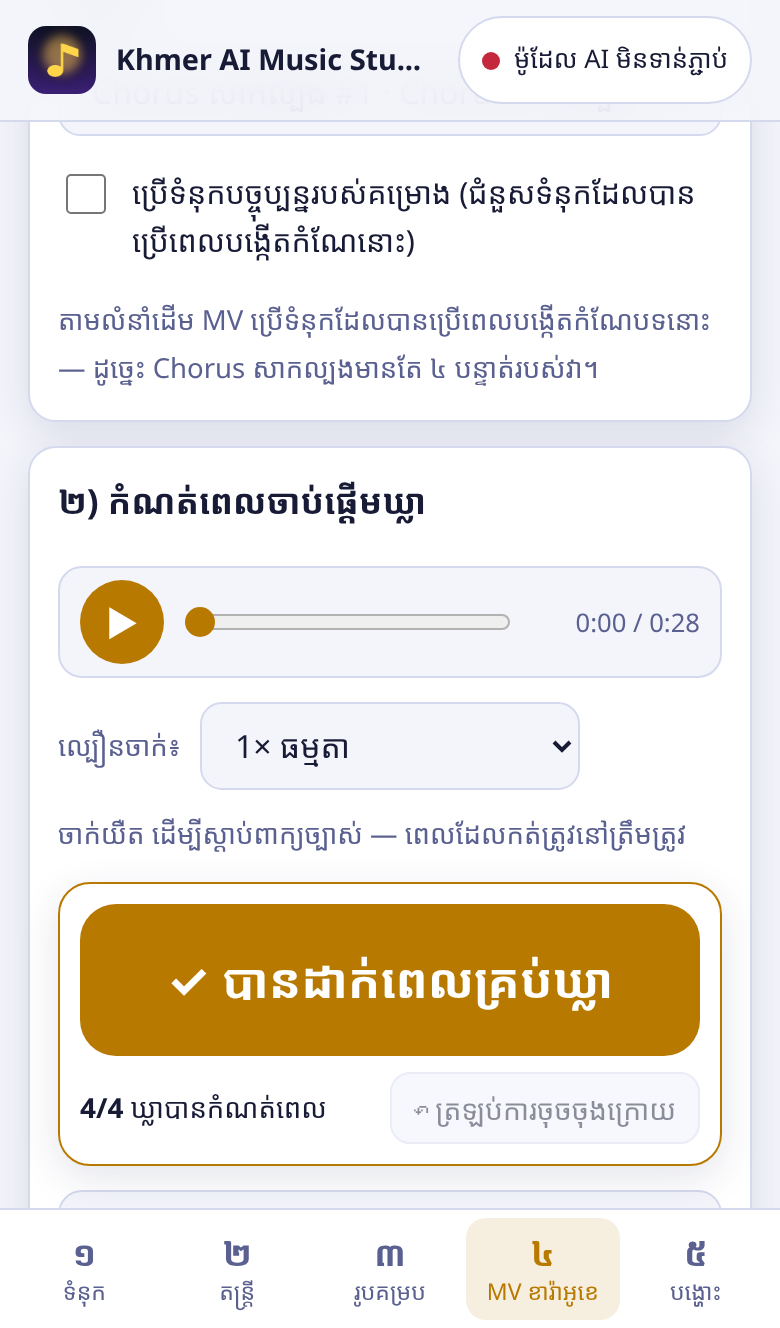 Khmer AI Music Stu...
ម៉ូដែល AI មិនទាន់ភ្ជាប់
ប្រើទំនុកបច្ចុប្បន្នរបស់គម្រោង (ជំនួសទំនុកដែលបាន
ប្រើពេលបង្កើតកំណែនោះ)
តាមលំនាំដើម MV ប្រើទំនុកដែលបានប្រើពេលបង្កើតកំណែបទនោះ
— ដូច្នេះ Chorus សាកល្បងមានតែ ៤ បន្ទាត់របស់វា។
២) កំណត់ពេលចាប់ផ្ដើមឃ្លា
0:00 / 0:28
ល្បឿនចាក់៖
1× ធម្មតា
ចាក់យឺត ដើម្បីស្ដាប់ពាក្យច្បាស់ — ពេលដែលកត់ត្រូវនៅត្រឹមត្រូវ
✓ បានដាក់ពេលគ្រប់ឃ្លា
4/4 ឃ្លាបានកំណត់ពេល
↶ ត្រឡប់ការចុចចុងក្រោយ
១
ទំនុក
២
តន្ត្រី
៣
រូបគម្រប
៤
MV ខារ៉ាអូខេ
៥
បង្ហោះ